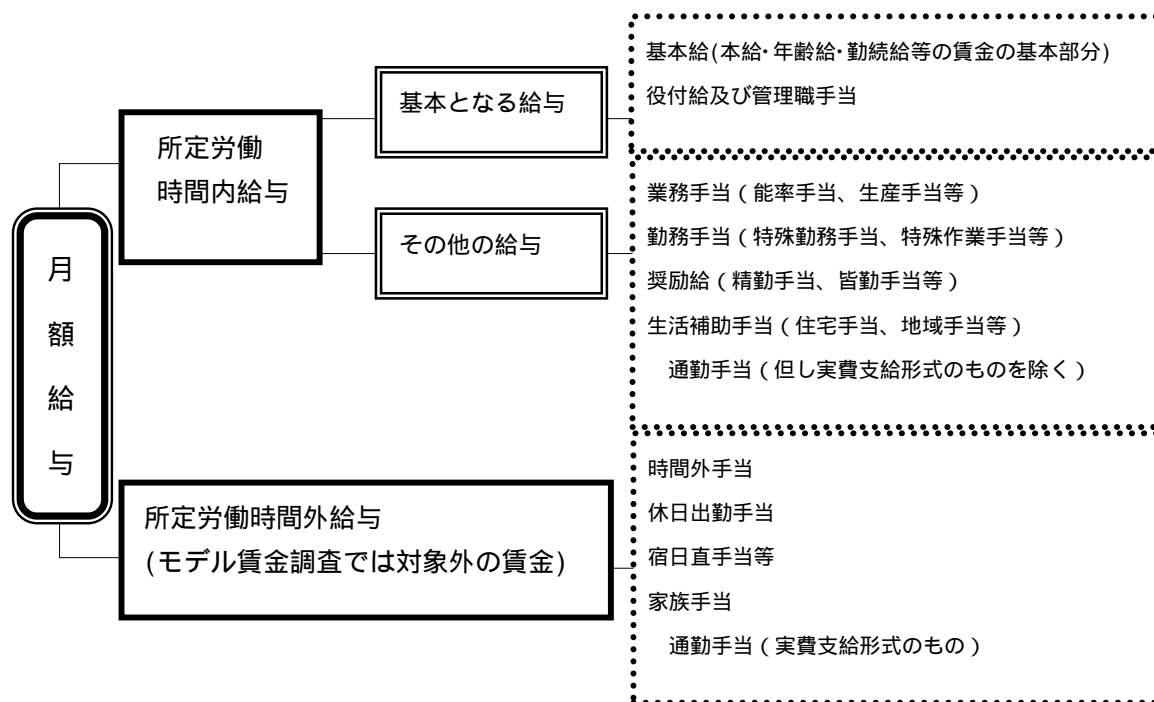 月額給与
所定労働
時間内給与
基本となる給与
基本給(本給・年齢給・勤続給等の賃金の基本部分)
役付給及び管理職手当
その他の給与
業務手当(能率手当、生産手当等)
勤務手当(特殊勤務手当、特殊作業手当等)
奨励給(精勤手当、皆勤手当等)
生活補助手当(住宅手当、地域手当等)
通勤手当(但し実費支給形式のものを除く)
所定労働時間外給与
(モデル賃金調査では対象外の賃金)
時間外手当
休日出勤手当
宿日直手当等
家族手当
通勤手当(実費支給形式のもの)